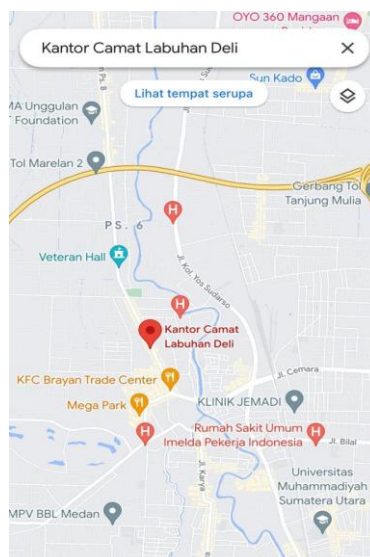 OYO 360 Mangaan
Kantor Camat Labuhan Deli
Sun Kado
Lihat tempat serupa
MA Unggulan
Foundation
Tol Marelan 2
Gerbang Tol
Tanjung Mulia
PS. 6
Veteran Hall
Jl. Kol. Yos Sudarso
Kantor Camat
Labuhan Deli
Jl. Cemara
KFC Brayan Trade Center
Mega Park
KLINIK JEMADI
Rumah Sakit Umum
Imelda Pekerja Indonesia
Jl. Bilal
Jl. Karya
Universitas
Muhammadiyah
Sumatera Utara
MPV BBL Medan